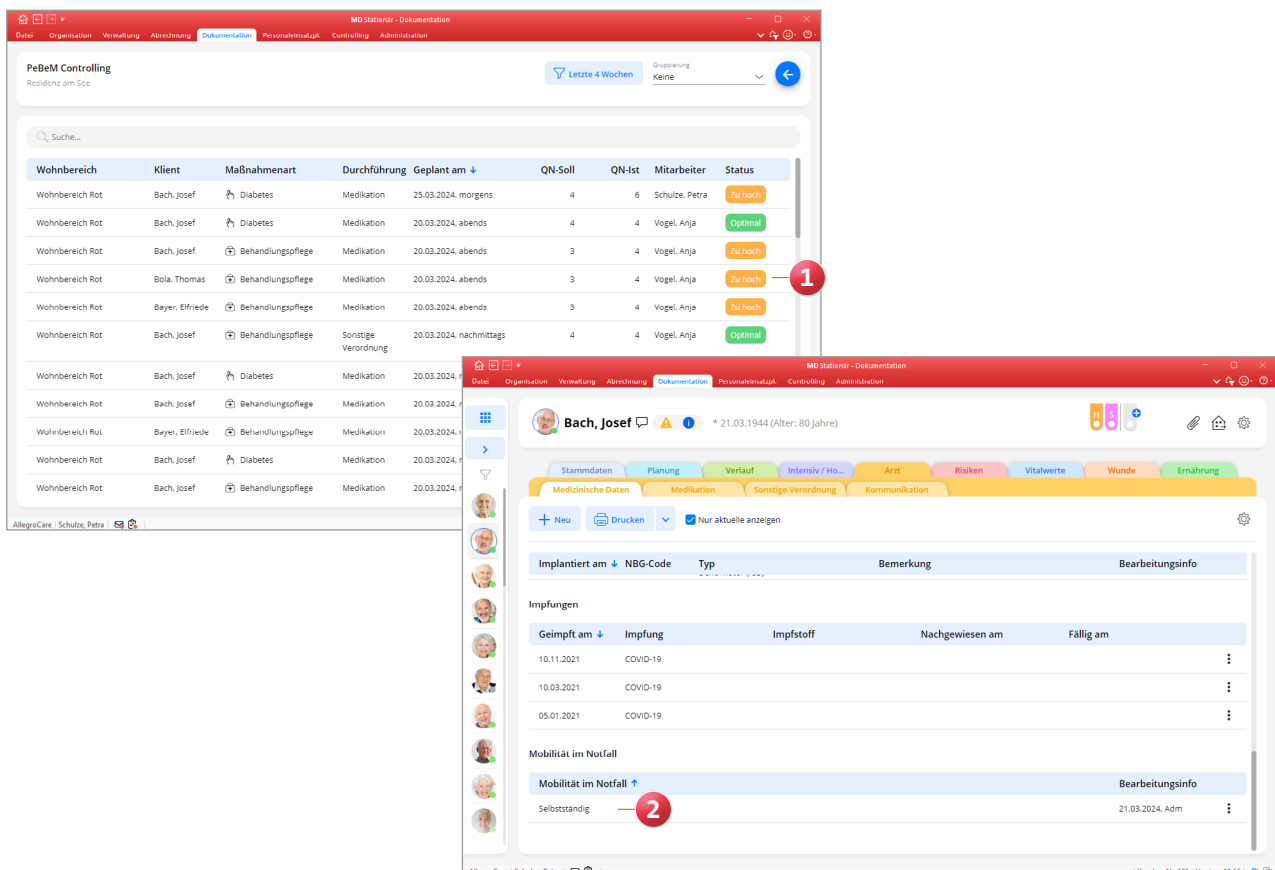 MD Stationär - Dokumentation
Datei Organisation Verwaltung Abrechnung Dokumentation Personaleinsatzpl. Controlling Administration
PeBeM Controlling
Residenz am See
Letzte 4 Wochen
Gruppierung
Keine
Suche...
Wohnbereich Klient Maßnahmenart Durchführung Geplant am QN-Soll QN-Ist Mitarbeiter Status
Wohnbereich Rot Bach, Josef Diabetes Medikation 25.03.2024, morgens 4 6 Schulze, Petra Zu hoch
Wohnbereich Rot Bach, Josef Diabetes Medikation 20.03.2024, abends 4 4 Vogel, Anja Optimal
Wohnbereich Rot Bach, Josef Behandlungspflege Medikation 20.03.2024, abends 3 4 Vogel, Anja Zu hoch
Wohnbereich Rot Bola, Thomas Behandlungspflege Medikation 20.03.2024, abends 3 4 Vogel, Anja Zu hoch
1
Wohnbereich Rot Bayer, Elfriede Behandlungspflege Medikation 20.03.2024, abends 3 4 Vogel, Anja Zu hoch
Wohnbereich Rot Bach, Josef Behandlungspflege Sonstige Verordnung 20.03.2024, nachmittags 4 4 Vogel, Anja Optimal
Wohnbereich Rot Bach, Josef Diabetes Medikation 20.03.2024,
Wohnbereich Rot Bach, Josef Behandlungspflege Medikation 20.03.2024,
Wohnbereich Rot Bayer, Elfriede Behandlungspflege Medikation 20.03.2024,
Wohnbereich Rot Bach, Josef Diabetes Medikation 20.03.2024,
Wohnbereich Rot Bach, Josef Behandlungspflege Medikation 20.03.2024,
AllegroCare Schulze, Petra
MD Stationär - Dokumentation
Datei Organisation Verwaltung Abrechnung Dokumentation Personaleinsatzpl. Controlling Administration
Bach, Josef * 21.03.1944 (Alter: 80 Jahre)
H S
Stammdaten Planung Verlauf Intensiv / Ho... Arzt Risiken Vitalwerte Wunde Ernährung
Medizinische Daten Medikation Sonstige Verordnung Kommunikation
Neu Drucken Nur aktuelle anzeigen
Implantiert am NBG-Code Typ Bemerkung Bearbeitungsinfo
Impfungen
Geimpft am Impfung Impfstoff Nachgewiesen am Fällig am
10.11.2021 COVID-19
10.03.2021 COVID-19
05.01.2021 COVID-19
Mobilität im Notfall
Mobilität im Notfall Bearbeitungsinfo
Selbstständig 2 21.03.2024, Adm